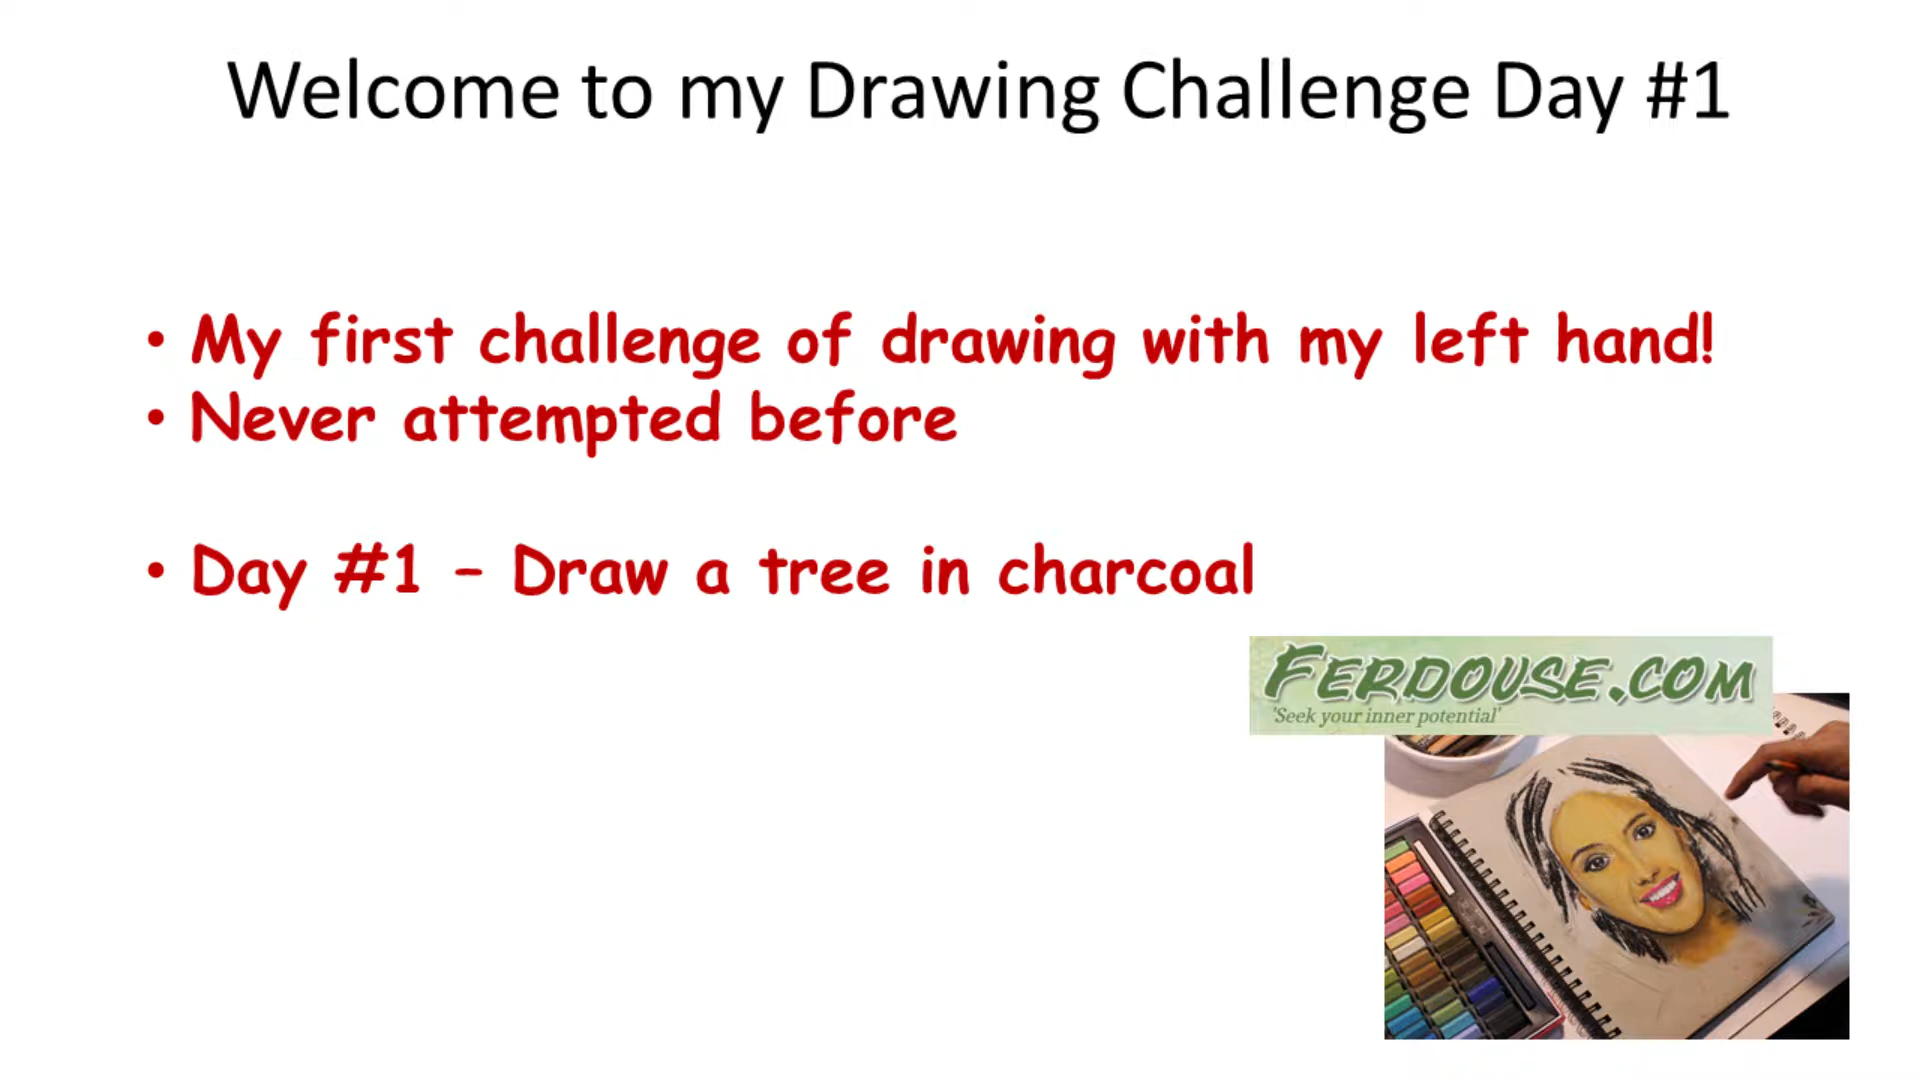 Welcome to my Drawing Challenge Day #1
• My first challenge of drawing with my left hand!
• Never attempted before
• Day #1 – Draw a tree in charcoal
FERDOUSE.COM
'Seek your inner potential'